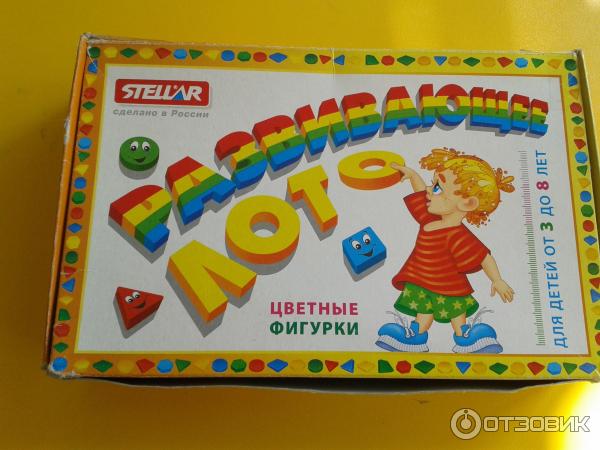 STELLAR
сделано в России
РАЗВИВАЮЩЕЕ
ЛОТО
ЦВЕТНЫЕ
ФИГУРКИ
ДЛЯ ДЕТЕЙ ОТ 3 ДО 8 ЛЕТ
ОТЗОВИК